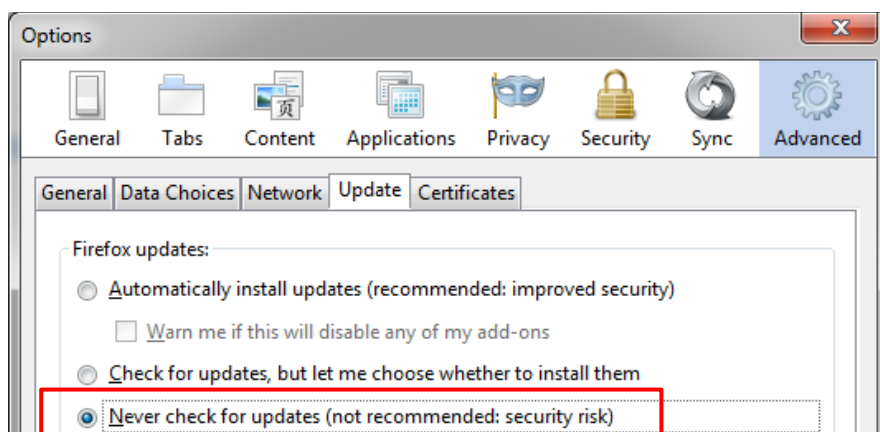 Options
General Tabs Content Applications Privacy Security Sync Advanced
页
General Data Choices Network Update Certificates
Firefox updates:
Automatically install updates (recommended: improved security)
Warn me if this will disable any of my add-ons
Check for updates, but let me choose whether to install them
Never check for updates (not recommended: security risk)